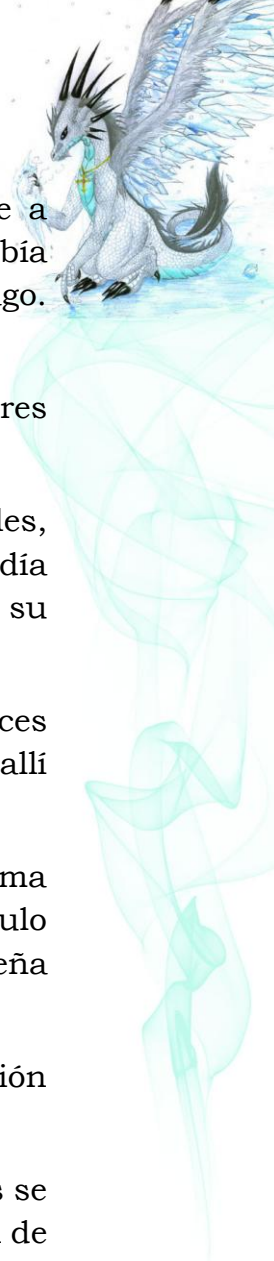 e a
bía
go.
res
les,
día
su
ces
allí
ma
ulo
eña
ión
s se
de